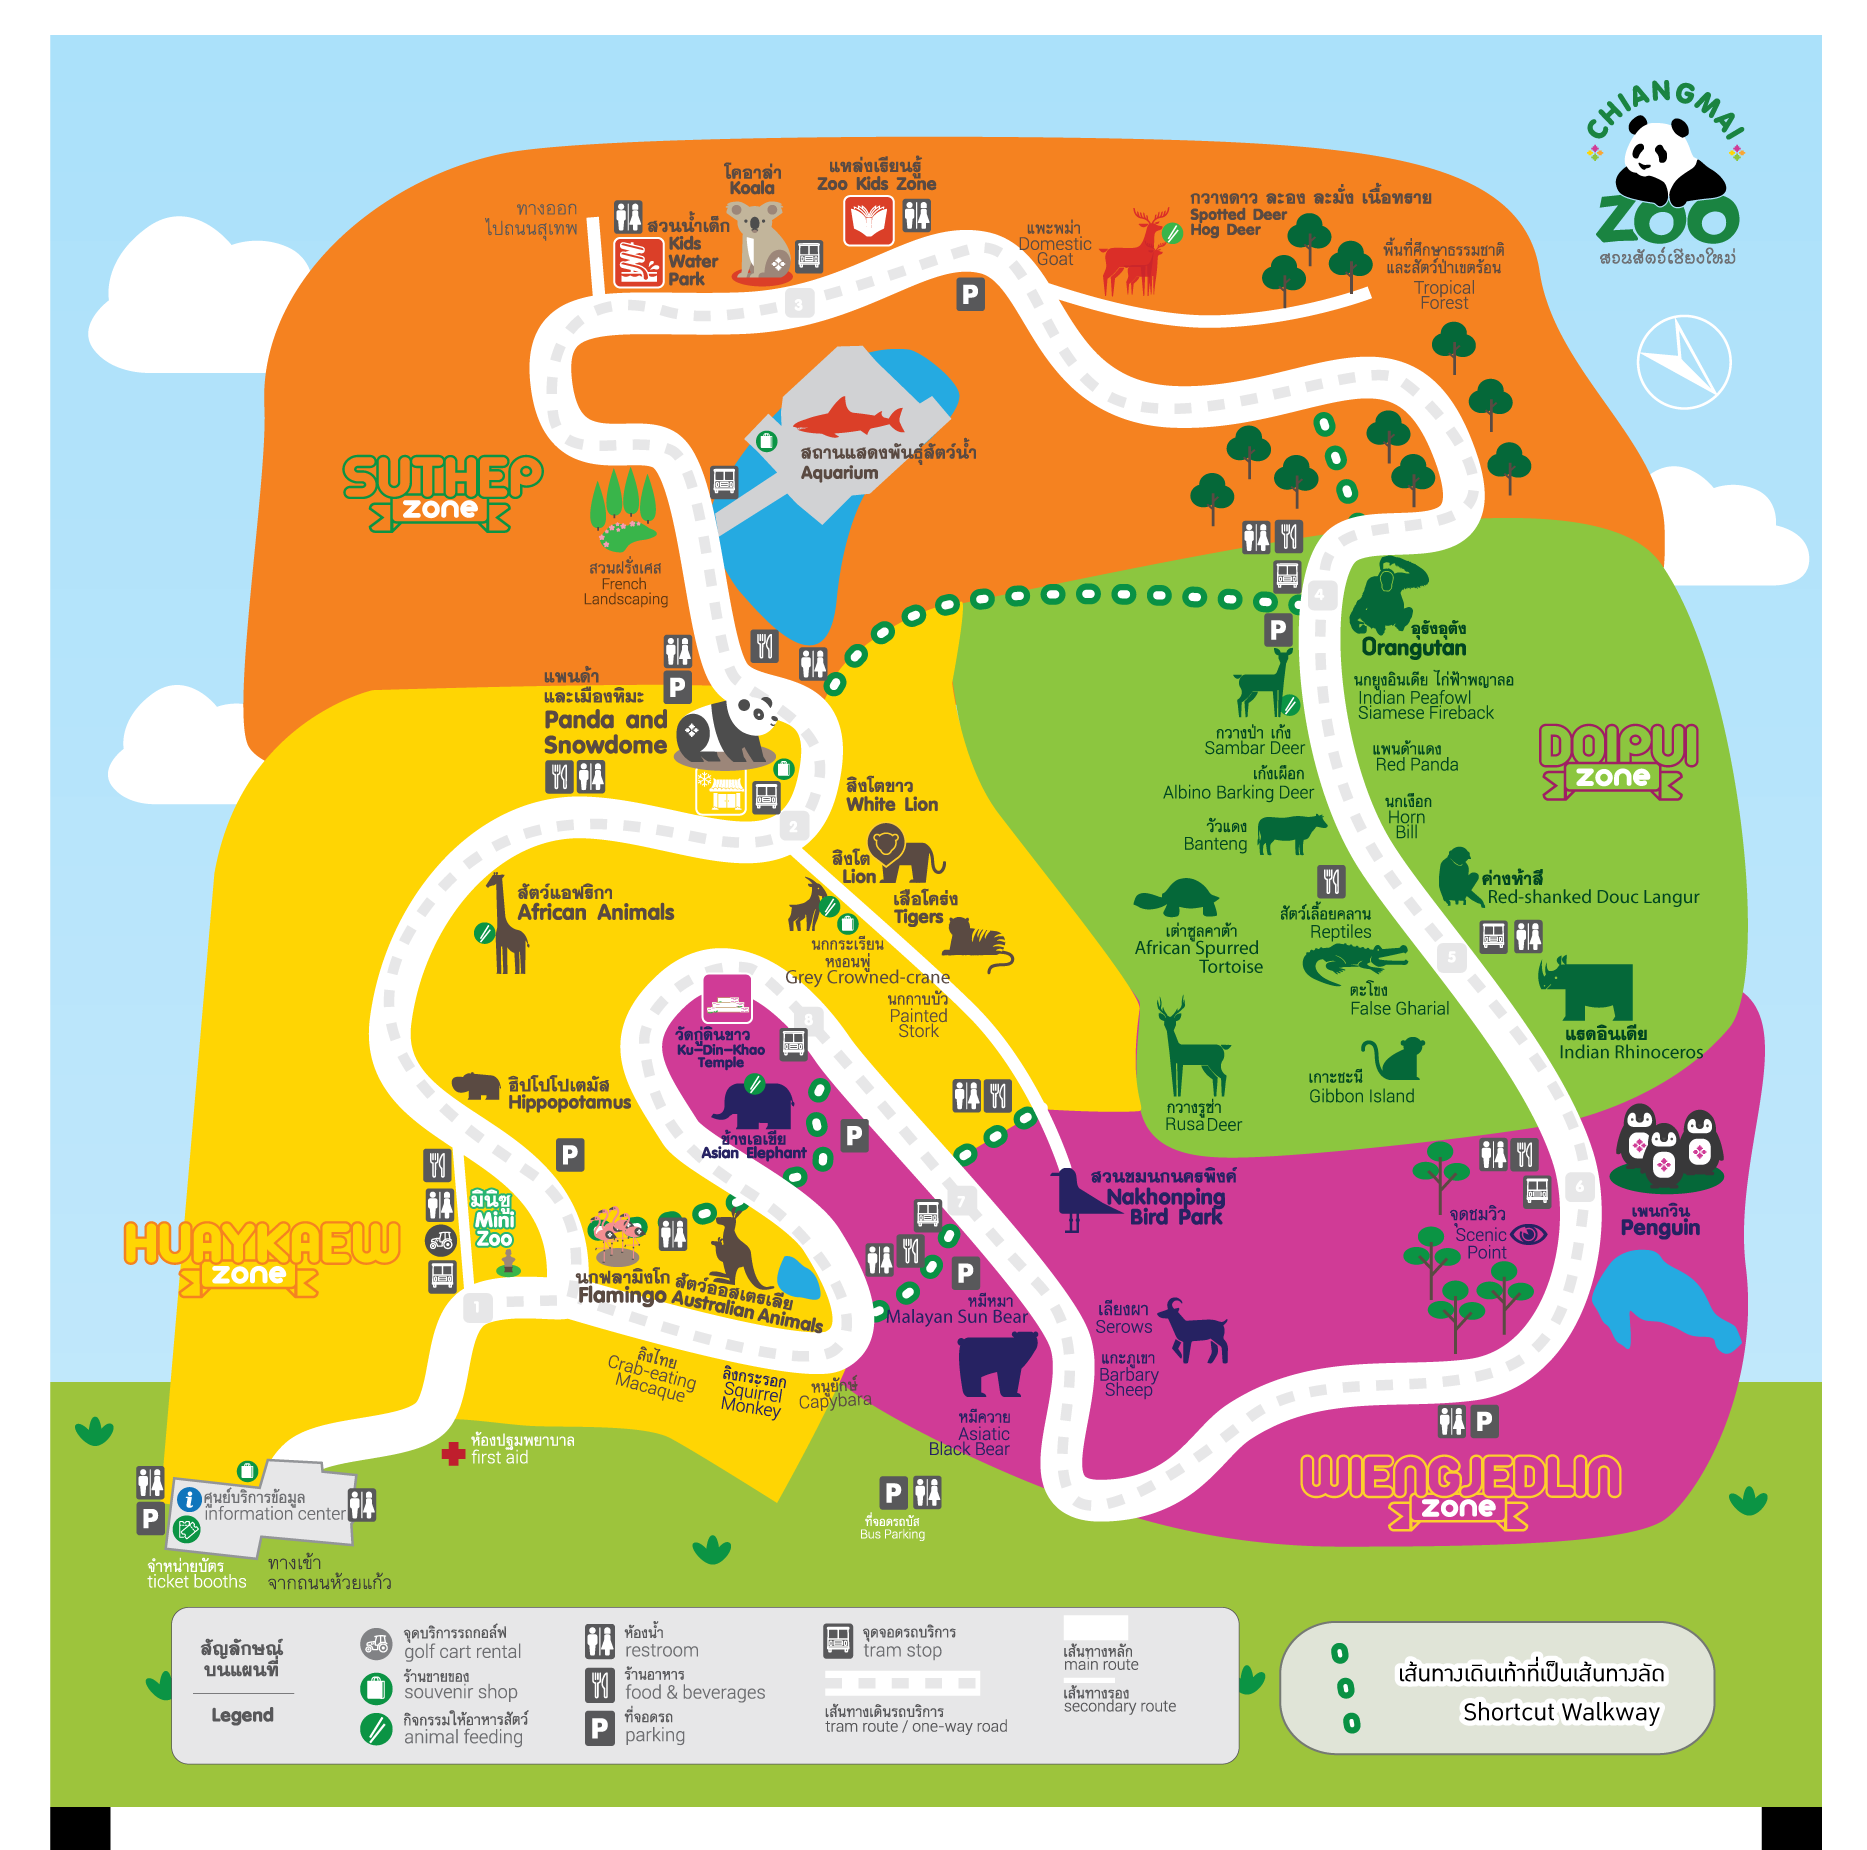 CHIANGMAI
ZOO
สวนสัตว์เชียงใหม่
โคอาล่า
Koala
แหล่งเรียนรู้
Zoo Kids Zone
ทางออก
ไปถนนสุเทพ
สวนน้ำเด็ก
Kids
Water
Park
แพะพม่า
Domestic
Goat
กวางดาว ละอง ละมั่ง เนื้อทราย
Spotted Deer
Hog Deer
พื้นที่ศึกษาธรรมชาติ
และสัตว์ป่าเขตร้อน
Tropical
Forest
3
P
สถานแสดงพันธุ์สัตว์น้ำ
Aquarium
SUTHEP
zone
สวนฝรั่งเศส
French
Landscaping
4
P
อุรังอุตัง
Orangutan
แพนด้า
และเมืองหิมะ
Panda and
Snowdome
P
นกยูงอินเดีย ไก่ฟ้าพญาลอ
Indian Peafowl
Siamese Fireback
กวางป่า เก้ง
Sambar Deer
แพนด้าแดง
Red Panda
DOIPUI
zone
เก้งเผือก
Albino Barking Deer
นกเงือก
Horn
Bill
2
สิงโตขาว
White Lion
วัวแดง
Banteng
สิงโต
Lion
เสือโคร่ง
Tigers
สัตว์แอฟริกา
African Animals
ค่างห้าสี
Red-shanked Douc Langur
สัตว์เลื้อยคลาน
Reptiles
เต่าซูลคาต้า
African Spurred
Tortoise
นกกระเรียน
หงอนพู่
Grey Crowned-crane
5
นกกาบบัว
Painted
Stork
ตะโขง
False Gharial
8
วัดกู่ดินขาว
Ku-Din-Khao
Temple
แรดอินเดีย
Indian Rhinoceros
ฮิปโปโปเตมัส
Hippopotamus
เกาะชะนี
Gibbon Island
กวางรูซ่า
Rusa Deer
ช้างเอเชีย
Asian Elephant
P
P
สวนชมนกนครพิงค์
Nakhonping
Bird Park
6
7
มินิซู
Mini
Zoo
จุดชมวิว
Scenic
Point
เพนกวิน
Penguin
HUAYKAEW
zone
นกฟลามิงโก
Flamingo
สัตว์ออสเตรเลีย
Australian Animals
P
1
หมีหมา
Malayan Sun Bear
เลียงผา
Serows
แกะภูเขา
Barbary
Sheep
ลิงไทย
Crab-eating
Macaque
ลิงกระรอก
Squirrel
Monkey
หนูยักษ์
Capybara
หมีควาย
Asiatic
Black Bear
P
WIENGJEDLIN
zone
ห้องปฐมพยาบาล
first aid
i
ศูนย์บริการข้อมูล
information center
P
P
ที่จอดรถบัส
Bus Parking
จำหน่ายบัตร
ticket booths
ทางเข้า
จากถนนห้วยแก้ว
สัญลักษณ์
บนแผนที่
Legend
จุดบริการรถกอล์ฟ
golf cart rental
ร้านขายของ
souvenir shop
กิจกรรมให้อาหารสัตว์
animal feeding
ห้องน้ำ
restroom
ร้านอาหาร
food & beverages
P
ที่จอดรถ
parking
จุดจอดรถบริการ
tram stop
เส้นทางเดินรถบริการ
tram route / one-way road
เส้นทางหลัก
main route
เส้นทางรอง
secondary route
เส้นทางเดินเท้าที่เป็นเส้นทางลัด
Shortcut Walkway